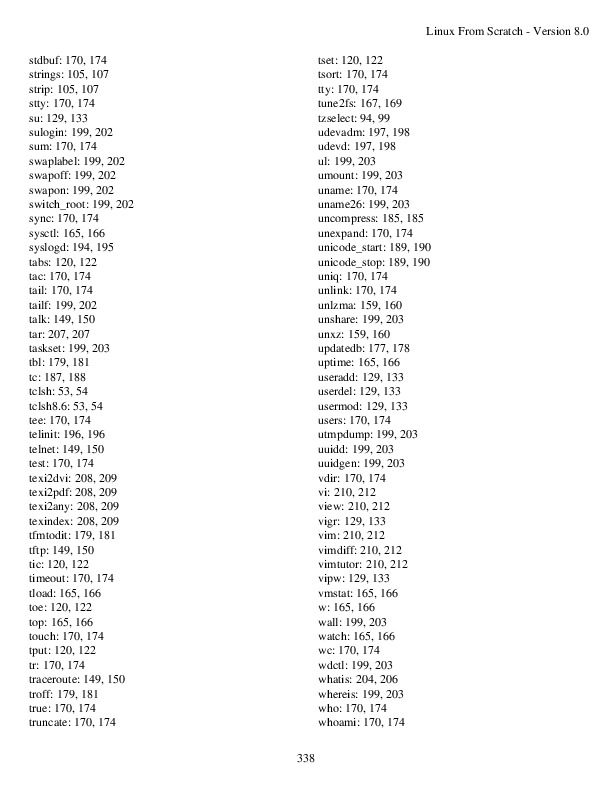 Linux From Scratch - Version 8.0
stdbuf: 170, 174
strings: 105, 107
strip: 105, 107
stty: 170, 174
su: 129, 133
sulogin: 199, 202
sum: 170, 174
swaplabel: 199, 202
swapoff: 199, 202
swapon: 199, 202
switch_root: 199, 202
sync: 170, 174
sysctl: 165, 166
syslogd: 194, 195
tabs: 120, 122
tac: 170, 174
tail: 170, 174
tailf: 199, 202
talk: 149, 150
tar: 207, 207
taskset: 199, 203
tbl: 179, 181
tc: 187, 188
tclsh: 53, 54
tclsh8.6: 53, 54
tee: 170, 174
telinit: 196, 196
telnet: 149, 150
test: 170, 174
texi2dvi: 208, 209
texi2pdf: 208, 209
texi2any: 208, 209
texindex: 208, 209
tfmtodit: 179, 181
tftp: 149, 150
tic: 120, 122
timeout: 170, 174
tload: 165, 166
toe: 120, 122
top: 165, 166
touch: 170, 174
tput: 120, 122
tr: 170, 174
traceroute: 149, 150
troff: 179, 181
true: 170, 174
truncate: 170, 174
tset: 120, 122
tsort: 170, 174
tty: 170, 174
tune2fs: 167, 169
tzselect: 94, 99
udevadm: 197, 198
udevd: 197, 198
ul: 199, 203
umount: 199, 203
uname: 170, 174
uname26: 199, 203
uncompress: 185, 185
unexpand: 170, 174
unicode_start: 189, 190
unicode_stop: 189, 190
uniq: 170, 174
unlink: 170, 174
unlzma: 159, 160
unshare: 199, 203
unxz: 159, 160
updatedb: 177, 178
uptime: 165, 166
useradd: 129, 133
userdel: 129, 133
usermod: 129, 133
users: 170, 174
utmpdump: 199, 203
uuidd: 199, 203
uuidgen: 199, 203
vdir: 170, 174
vi: 210, 212
view: 210, 212
vigr: 129, 133
vim: 210, 212
vimdiff: 210, 212
vimtutor: 210, 212
vipw: 129, 133
vmstat: 165, 166
w: 165, 166
wall: 199, 203
watch: 165, 166
wc: 170, 174
wdctl: 199, 203
whatis: 204, 206
whereis: 199, 203
who: 170, 174
whoami: 170, 174
338